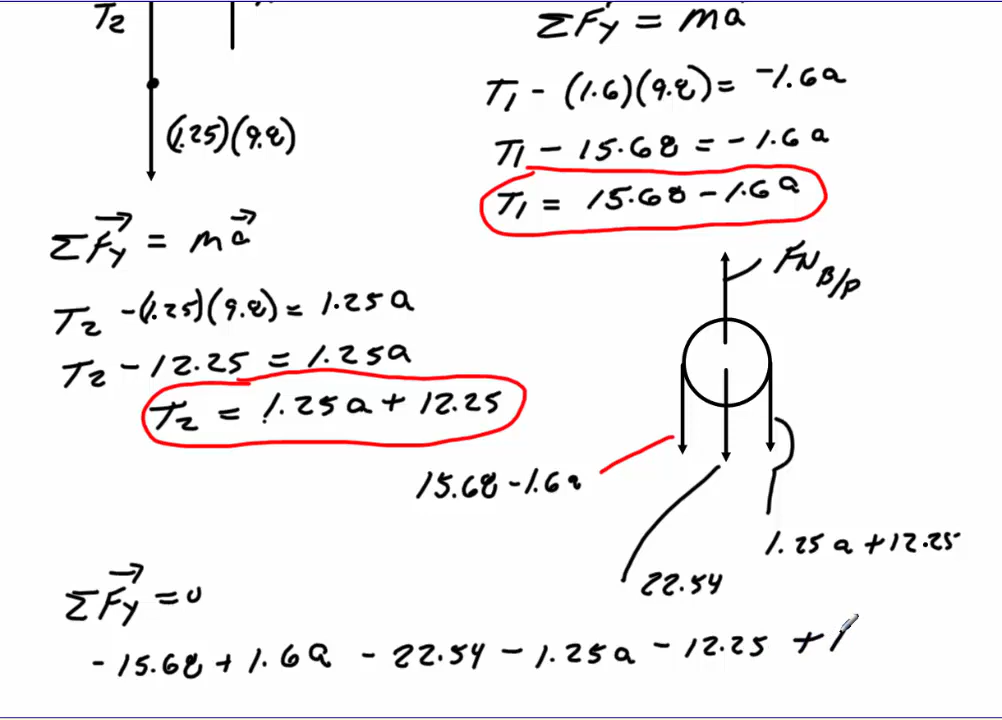 T2
(1.25)(9.8)
ΣFy = ma
T2 -(1.25)(9.8) = 1.25a
T2 - 12.25 = 1.25a
T2 = 1.25a + 12.25
ΣFy = ma
T1 - (1.6)(9.8) = -1.6a
T1 - 15.68 = -1.6a
T1 = 15.68 - 1.6a
FN B/P
15.68 - 1.6a
22.54
1.25a + 12.25
ΣFy = 0
-15.68 + 1.6a - 22.54 - 1.25a - 12.25 +